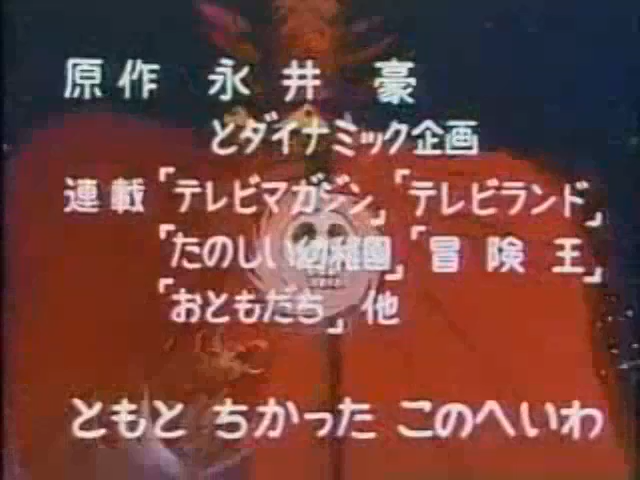 原作 永井 豪
とダイナミック企画
連載「テレビマガジン」「テレビランド」
「たのしい幼稚園」「冒険王」
「おともだち」他
ともと ちかった このへいわ